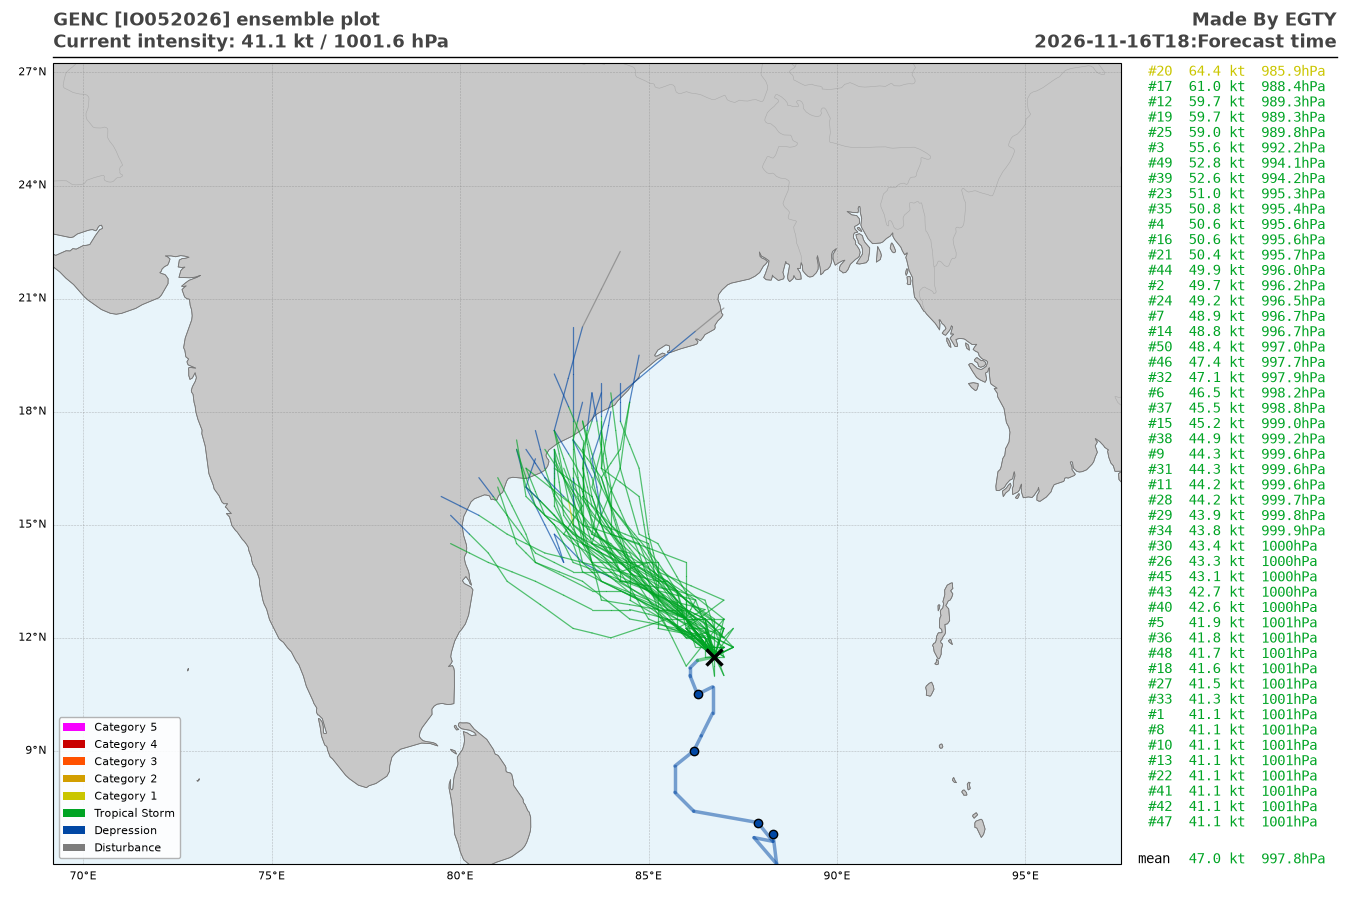 GENC [IO052026] ensemble plot
Made By EGTY
Current intensity: 41.1 kt / 1001.6 hPa
2026-11-16T18:Forecast time
27°N
24°N
21°N
18°N
15°N
12°N
9°N
70°E
75°E
80°E
85°E
90°E
95°E
Category 5
Category 4
Category 3
Category 2
Category 1
Tropical Storm
Depression
Disturbance
#20 64.4 kt 985.9hPa
#17 61.0 kt 988.4hPa
#12 59.7 kt 989.3hPa
#19 59.7 kt 989.3hPa
#25 59.0 kt 989.8hPa
#3 55.6 kt 992.2hPa
#49 52.8 kt 994.1hPa
#39 52.6 kt 994.2hPa
#23 51.0 kt 995.3hPa
#35 50.8 kt 995.4hPa
#4 50.6 kt 995.6hPa
#16 50.6 kt 995.6hPa
#21 50.4 kt 995.7hPa
#44 49.9 kt 996.0hPa
#2 49.7 kt 996.2hPa
#24 49.2 kt 996.5hPa
#7 48.9 kt 996.7hPa
#14 48.8 kt 996.7hPa
#50 48.4 kt 997.0hPa
#46 47.4 kt 997.7hPa
#32 47.1 kt 997.9hPa
#6 46.5 kt 998.2hPa
#37 45.5 kt 998.8hPa
#15 45.2 kt 999.0hPa
#38 44.9 kt 999.2hPa
#9 44.3 kt 999.6hPa
#31 44.3 kt 999.6hPa
#11 44.2 kt 999.6hPa
#28 44.2 kt 999.7hPa
#29 43.9 kt 999.8hPa
#34 43.8 kt 999.9hPa
#30 43.4 kt 1000hPa
#26 43.3 kt 1000hPa
#45 43.1 kt 1000hPa
#43 42.7 kt 1000hPa
#40 42.6 kt 1000hPa
#5 41.9 kt 1001hPa
#36 41.8 kt 1001hPa
#48 41.7 kt 1001hPa
#18 41.6 kt 1001hPa
#27 41.5 kt 1001hPa
#33 41.3 kt 1001hPa
#1 41.1 kt 1001hPa
#8 41.1 kt 1001hPa
#10 41.1 kt 1001hPa
#13 41.1 kt 1001hPa
#22 41.1 kt 1001hPa
#41 41.1 kt 1001hPa
#42 41.1 kt 1001hPa
#47 41.1 kt 1001hPa
mean 47.0 kt 997.8hPa